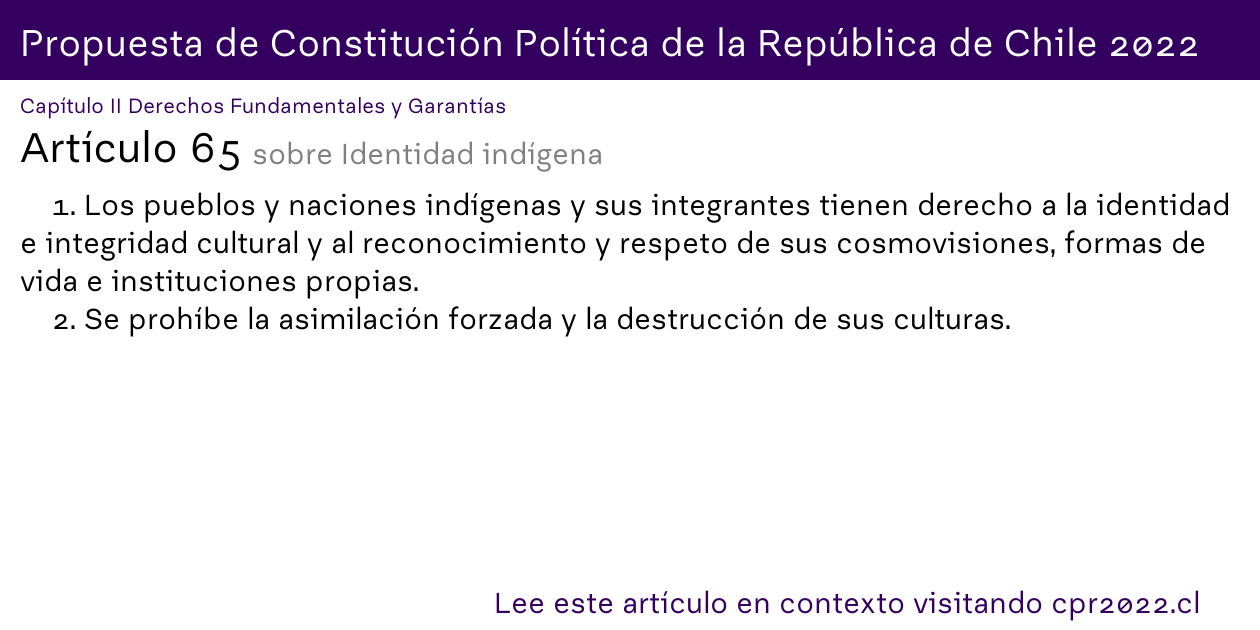 Propuesta de Constitución Política de la República de Chile 2022
Capítulo II Derechos Fundamentales y Garantías
Artículo 65 sobre Identidad indígena
1. Los pueblos y naciones indígenas y sus integrantes tienen derecho a la identidad
e integridad cultural y al reconocimiento y respeto de sus cosmovisiones, formas de
vida e instituciones propias.
2. Se prohíbe la asimilación forzada y la destrucción de sus culturas.
Lee este artículo en contexto visitando cpr2022.cl